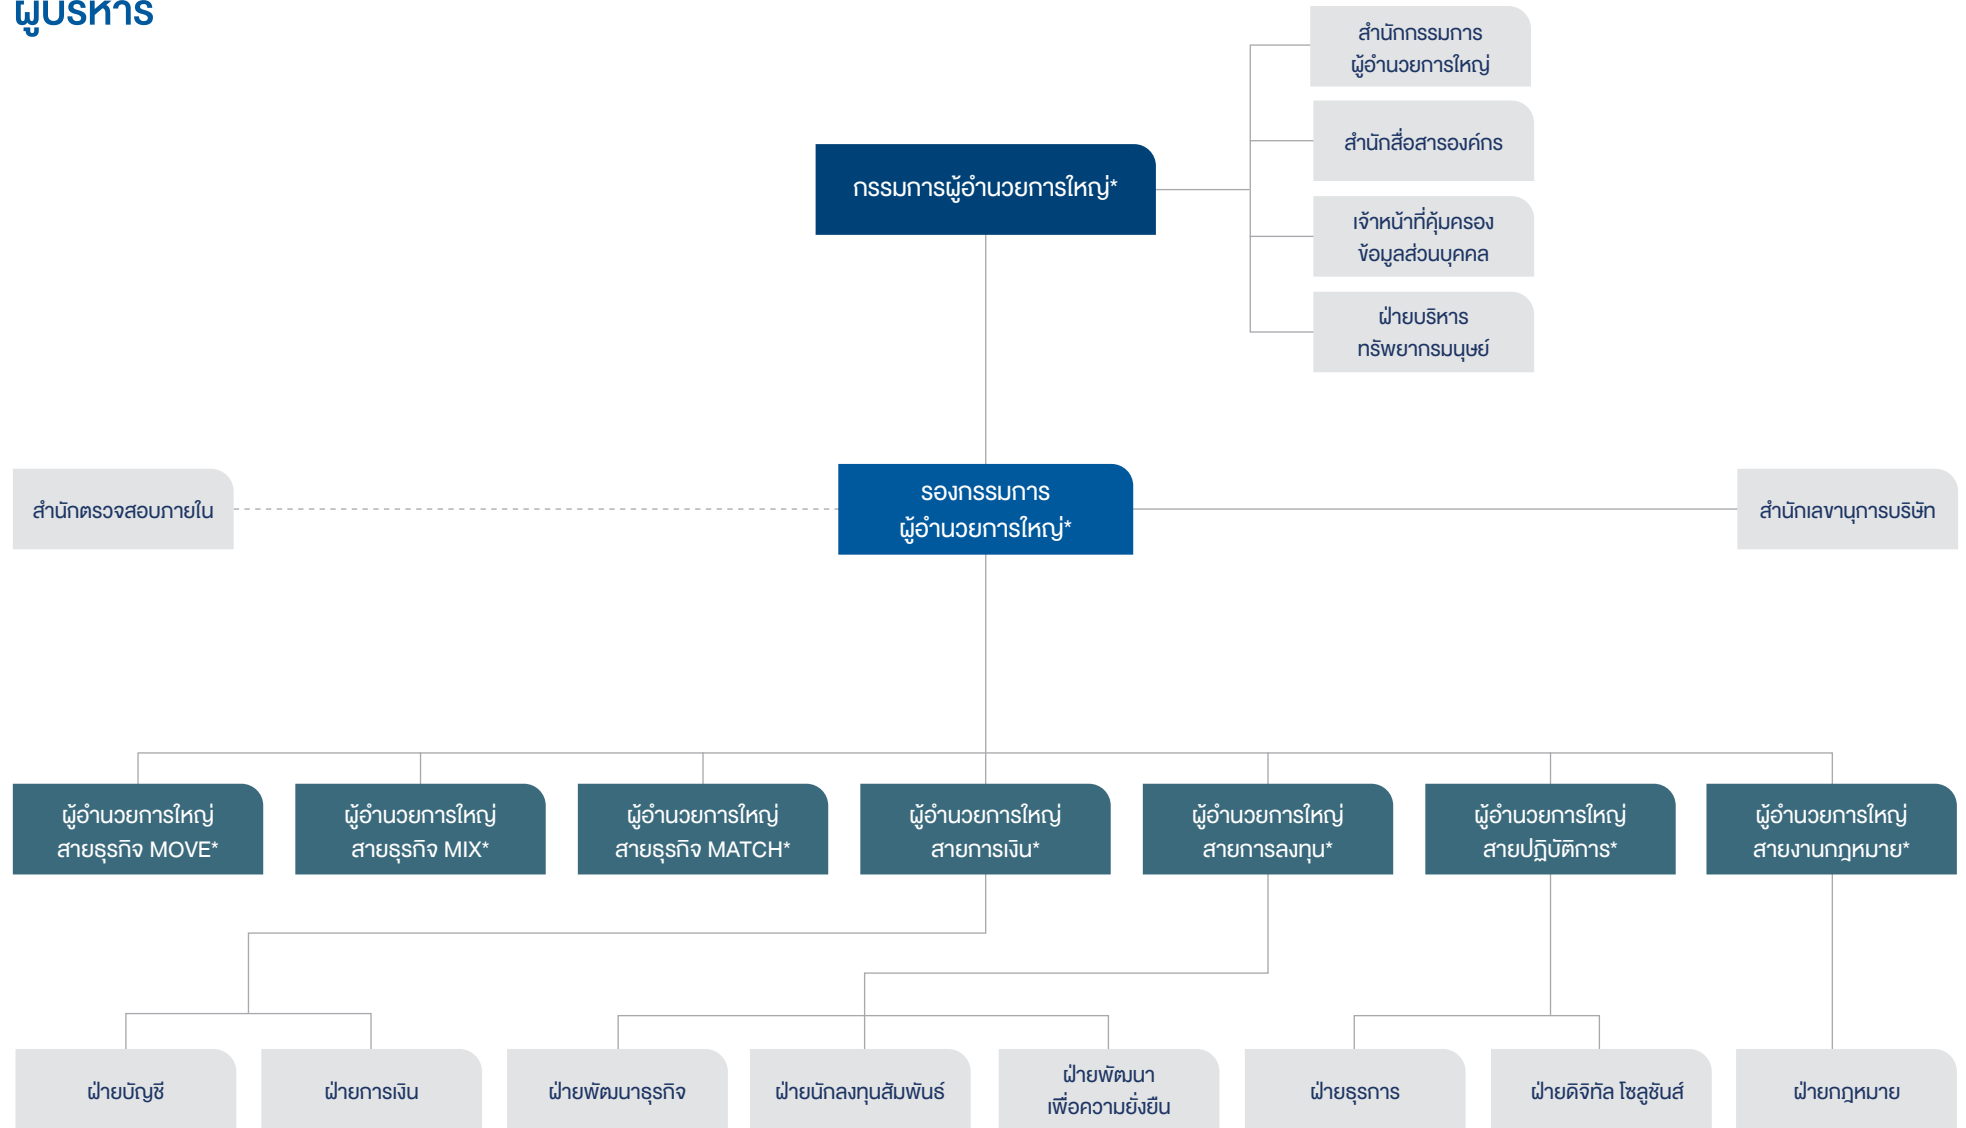 ผู้บริหาร
สำนักกรรมการ
ผู้อำนวยการใหญ่
สำนักสื่อสารองค์กร
กรรมการผู้อำนวยการใหญ่*
เจ้าหน้าที่คุ้มครอง
ข้อมูลส่วนบุคคล
ฝ่ายบริหาร
ทรัพยากรมนุษย์
สำนักตรวจสอบภายใน
รองกรรมการ
ผู้อำนวยการใหญ่*
สำนักเลขานุการบริษัท
ผู้อำนวยการใหญ่
สายธุรกิจ MOVE*
ผู้อำนวยการใหญ่
สายธุรกิจ MIX*
ผู้อำนวยการใหญ่
สายธุรกิจ MATCH*
ผู้อำนวยการใหญ่
สายการเงิน*
ผู้อำนวยการใหญ่
สายการลงทุน*
ผู้อำนวยการใหญ่
สายปฏิบัติการ*
ผู้อำนวยการใหญ่
สายงานกฎหมาย*
ฝ่ายบัญชี
ฝ่ายการเงิน
ฝ่ายพัฒนาธุรกิจ
ฝ่ายนักลงทุนสัมพันธ์
ฝ่ายพัฒนา
เพื่อความยั่งยืน
ฝ่ายธุรการ
ฝ่ายดิจิทัล โซลูชันส์
ฝ่ายกฎหมาย